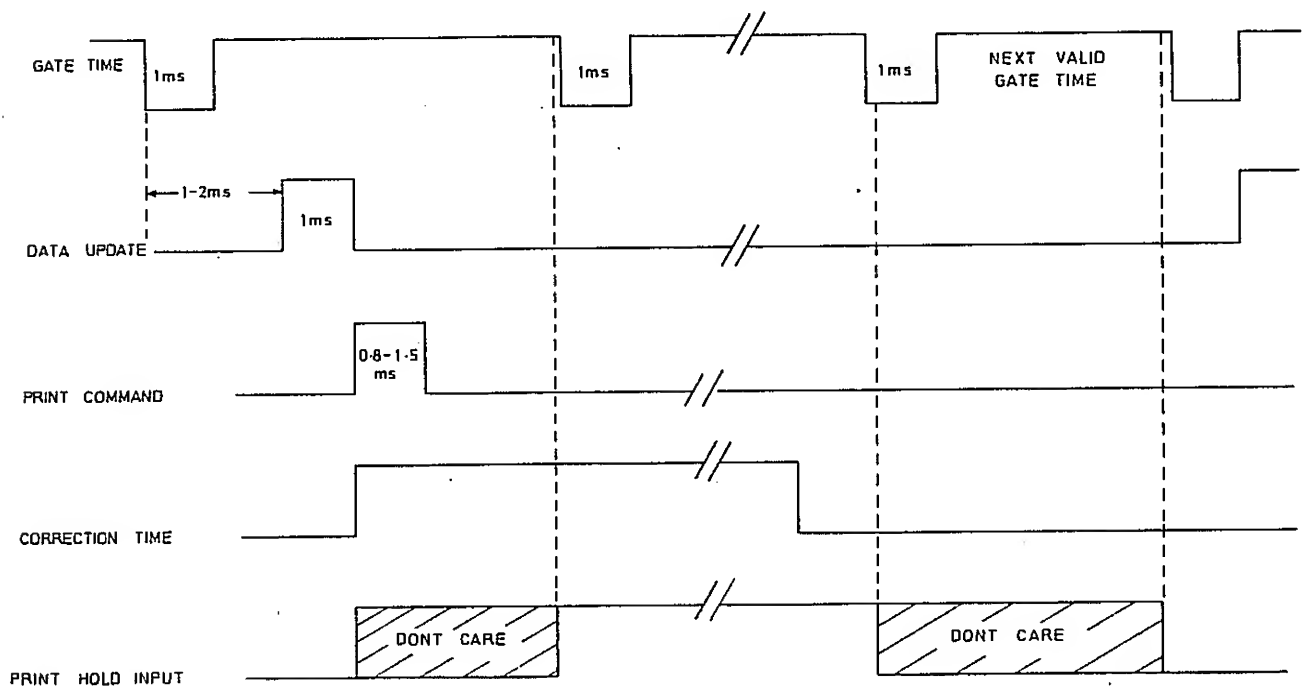 GATE TIME
1ms
1ms
1ms
NEXT VALID
GATE TIME
1-2ms
1ms
DATA UPDATE
0·8-1·5
ms
PRINT COMMAND
CORRECTION TIME
DONT CARE
DONT CARE
PRINT HOLD INPUT